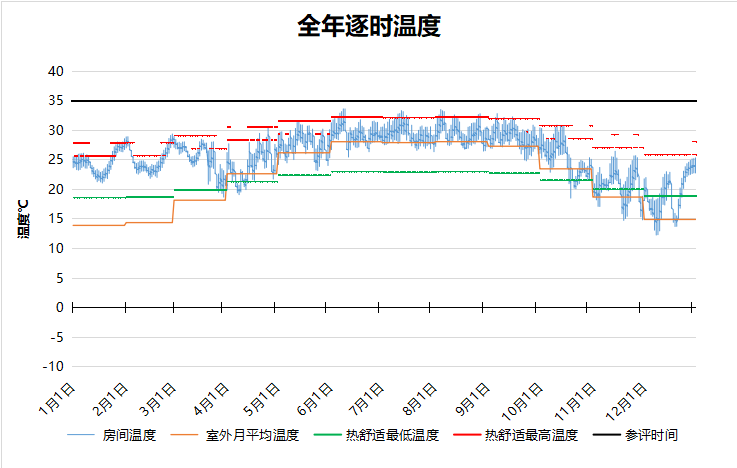 全年逐时温度
40
35
30
25
20
15
10
5
0
-5
-10
温度℃
1月1日
2月1日
3月1日
4月1日
5月1日
6月1日
7月1日
8月1日
9月1日
10月1日
11月1日
12月1日
房间温度 室外月平均温度 热舒适最低温度 热舒适最高温度 参评时间